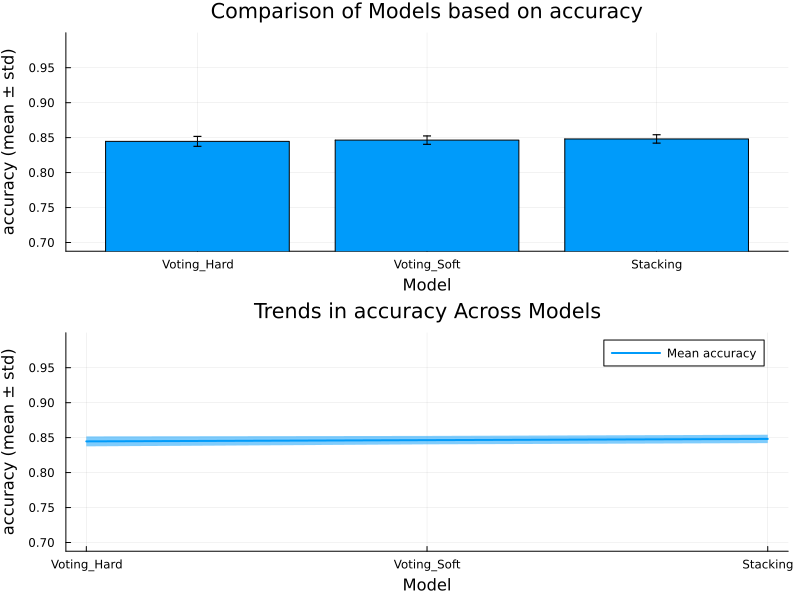 Comparison of Models based on accuracy
accuracy (mean ± std)
0.95
0.90
0.85
0.80
0.75
0.70
Voting_Hard Voting_Soft Stacking
Model
Trends in accuracy Across Models
accuracy (mean ± std)
Mean accuracy
0.95
0.90
0.85
0.80
0.75
0.70
Voting_Hard Voting_Soft Stacking
Model